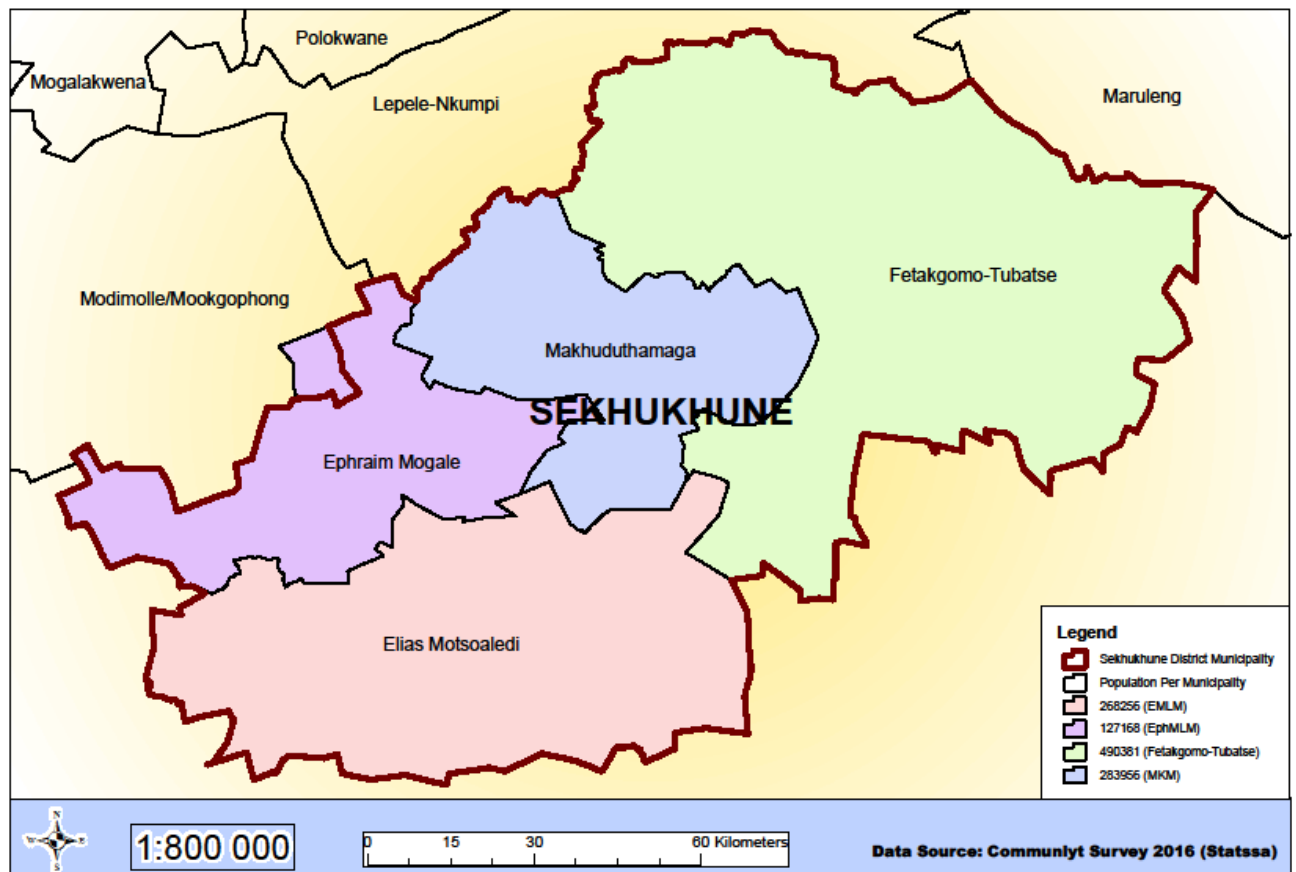 Polokwane
Mogalakwena
Lepele-Nkumpi
Maruleng
Fetakgomo-Tubatse
Modimolle/Mookgophong
Makhuduthamaga
SEKHUKHUNE
Ephraim Mogale
Elias Motsoaledi
Legend
Sekhukhune District Municipality
Population Per Municipality
268256 (EMLM)
127168 (EphMLM)
490381 (Fetakgomo-Tubatse)
283956 (MKM)
N
W E
S
1:800 000
0 15 30 60 Kilometers
Data Source: Communlyt Survey 2016 (Statssa)